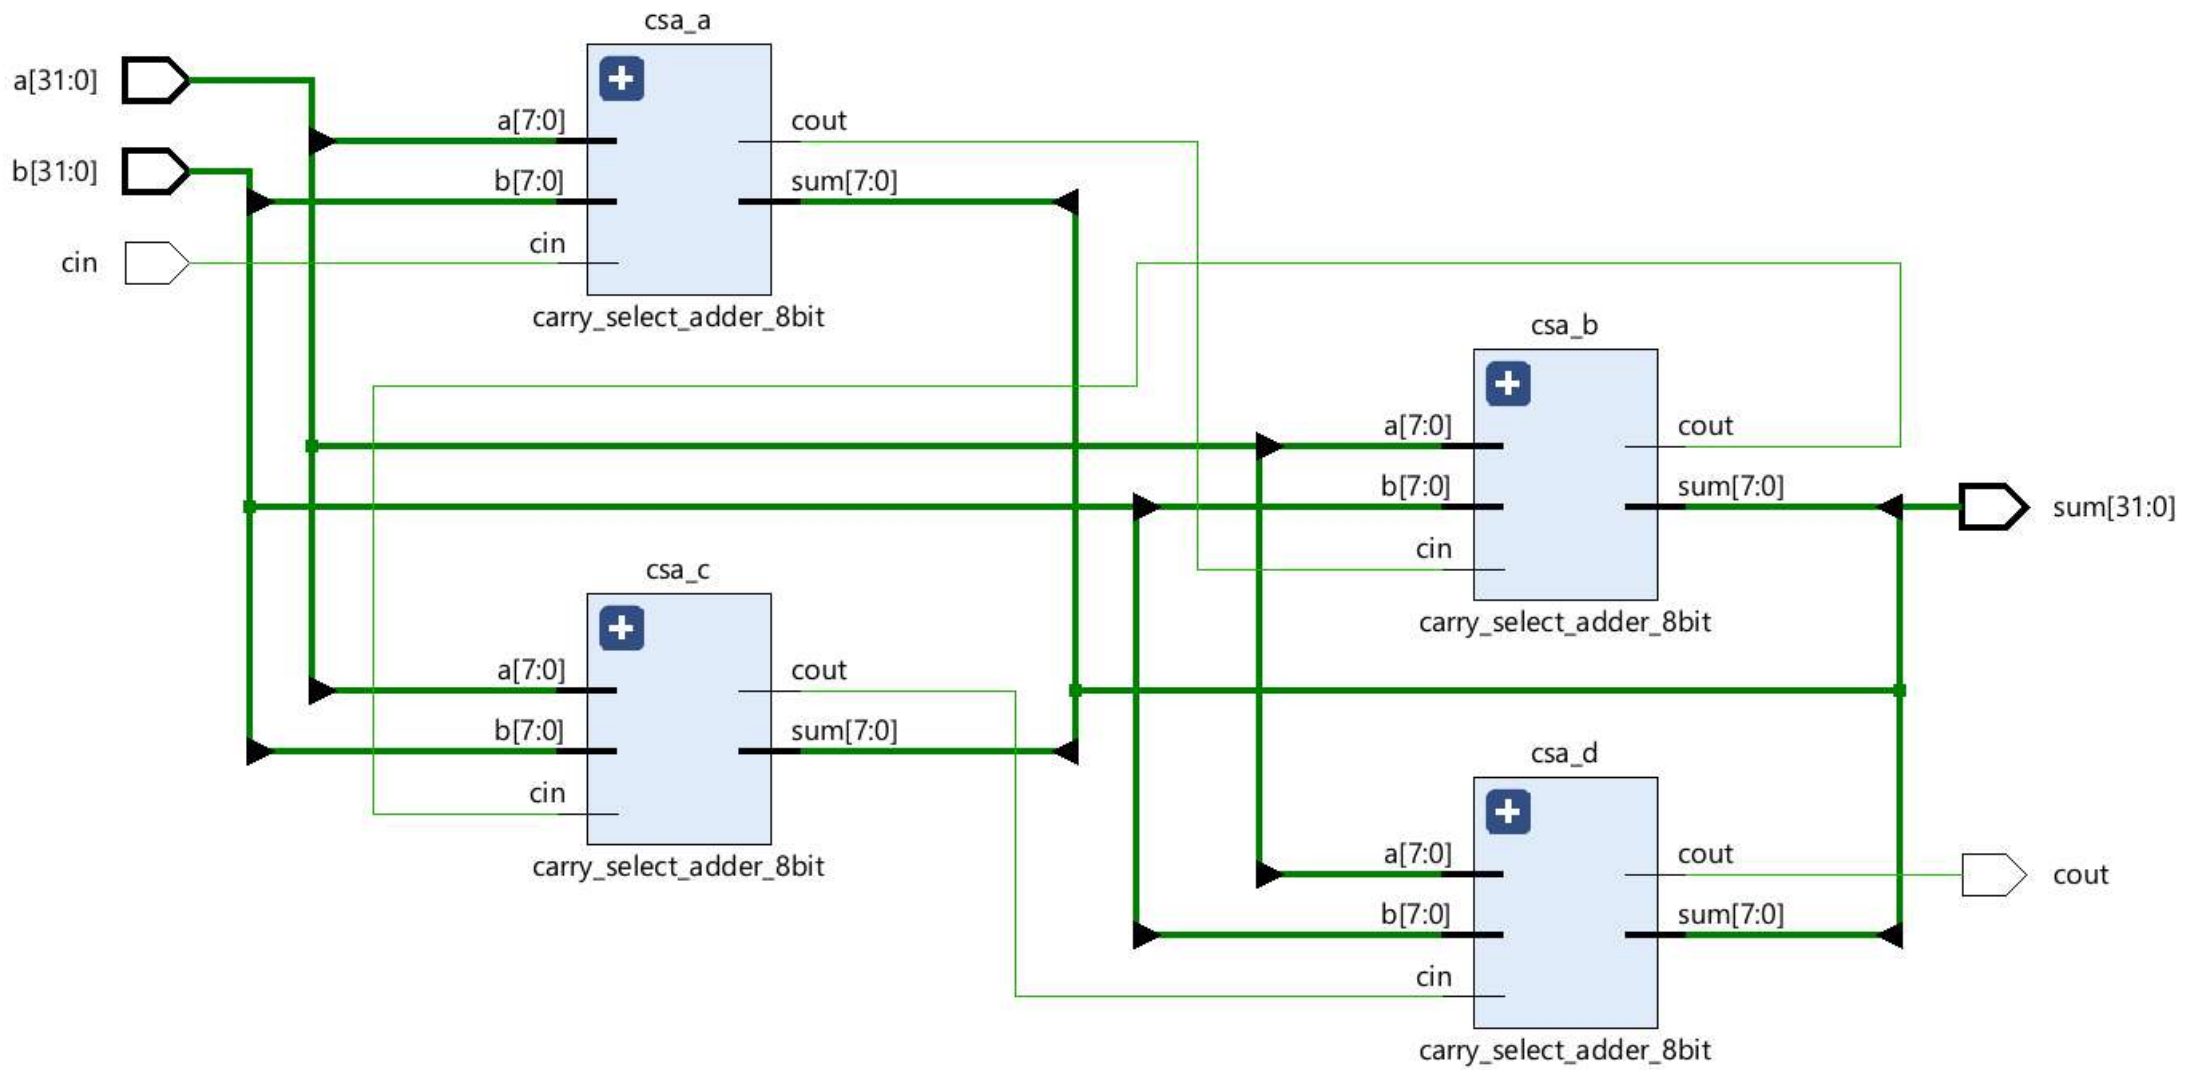 csa_a
a[31:0]
a[7:0]
cout
b[31:0]
b[7:0]
sum[7:0]
cin
cin
carry_select_adder_8bit
csa_b
a[7:0]
cout
b[7:0]
sum[7:0]
sum[31:0]
cin
carry_select_adder_8bit
csa_c
a[7:0]
cout
b[7:0]
sum[7:0]
cin
carry_select_adder_8bit
csa_d
a[7:0]
cout
cout
b[7:0]
sum[7:0]
cin
carry_select_adder_8bit